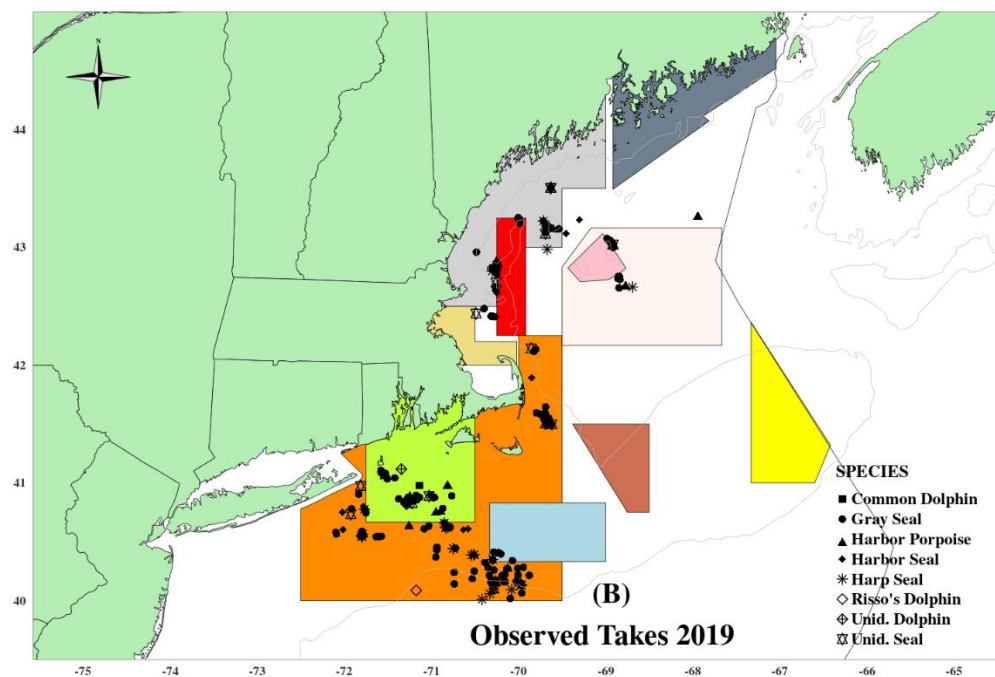 N
44
43
42
41
40
SPECIES
Common Dolphin
Gray Seal
Harbor Porpoise
Harbor Seal
Harp Seal
Risso's Dolphin
Unid. Dolphin
Unid. Seal
(B)
Observed Takes 2019
-75 -74 -73 -72 -71 -70 -69 -68 -67 -66 -65